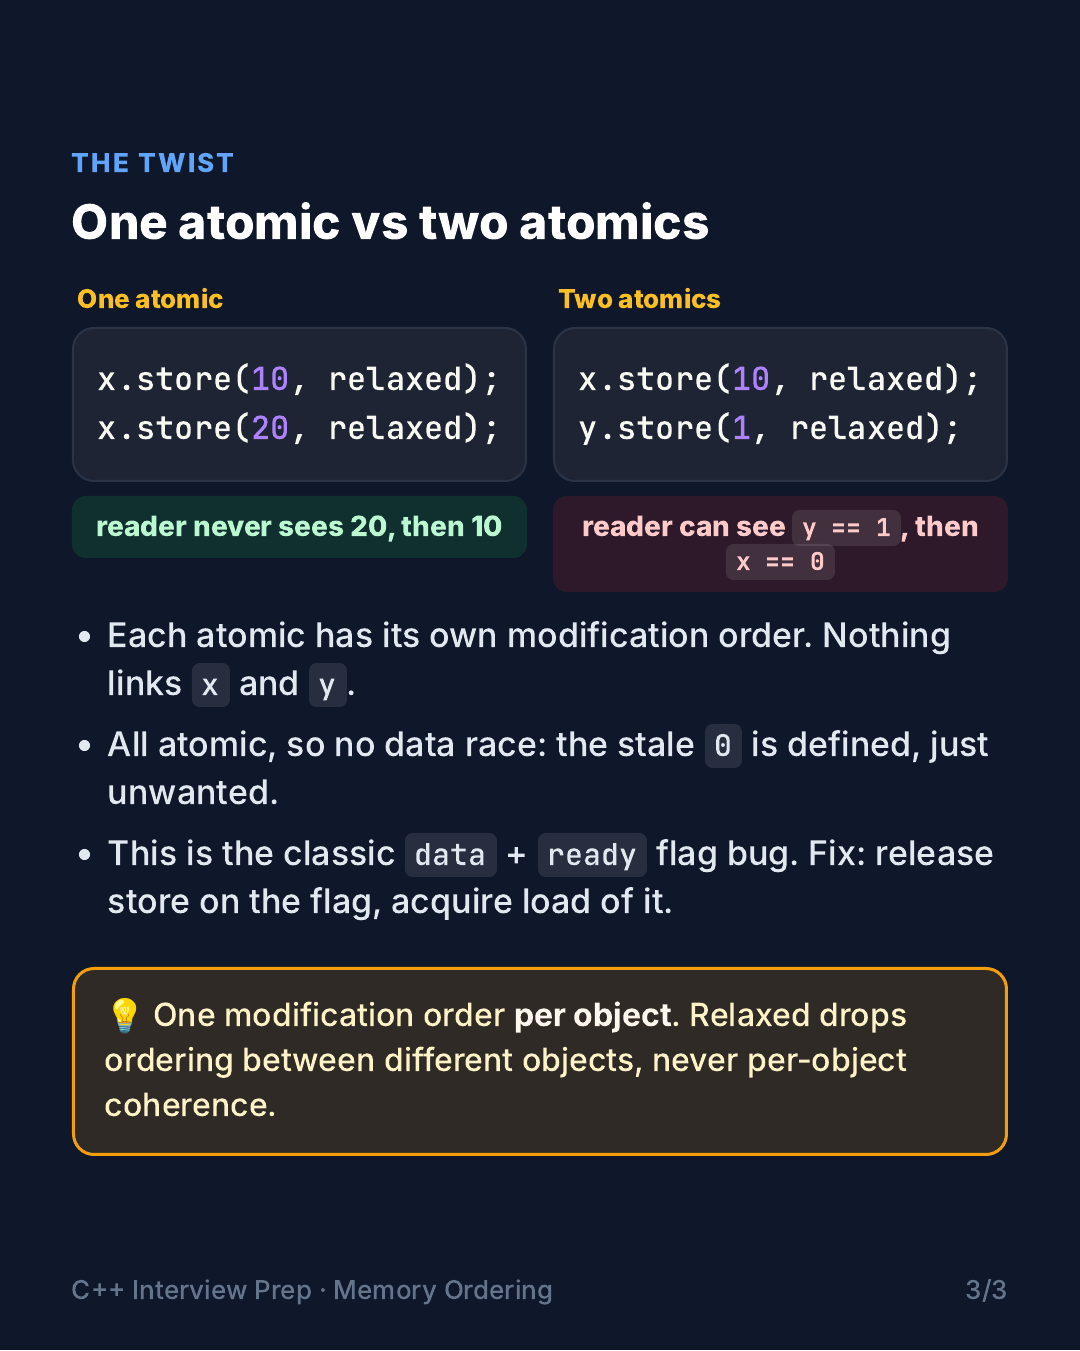 THE TWIST
One atomic vs two atomics
One atomic
x.store(10, relaxed);
x.store(20, relaxed);
reader never sees 20, then 10
Two atomics
x.store(10, relaxed);
y.store(1, relaxed);
reader can see y == 1, then
x == 0
• Each atomic has its own modification order. Nothing
links x and y.
• All atomic, so no data race: the stale 0 is defined, just
unwanted.
• This is the classic data + ready flag bug. Fix: release
store on the flag, acquire load of it.
💡 One modification order per object. Relaxed drops
ordering between different objects, never per-object
coherence.
C++ Interview Prep · Memory Ordering
3/3